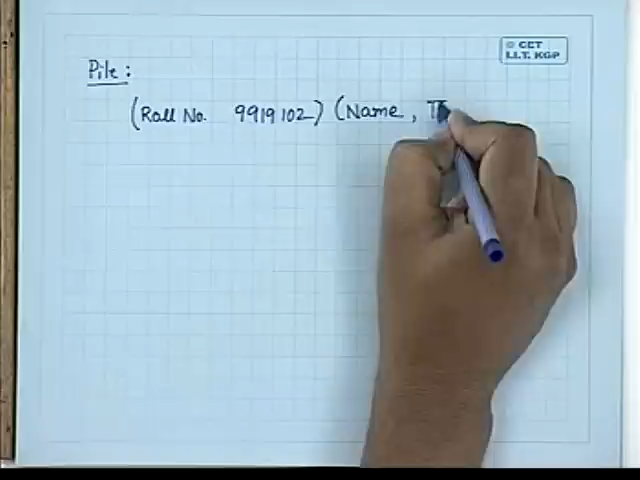 © CET
I.I.T. KGP
Pile:
(Roll No. 9919102) (Name,